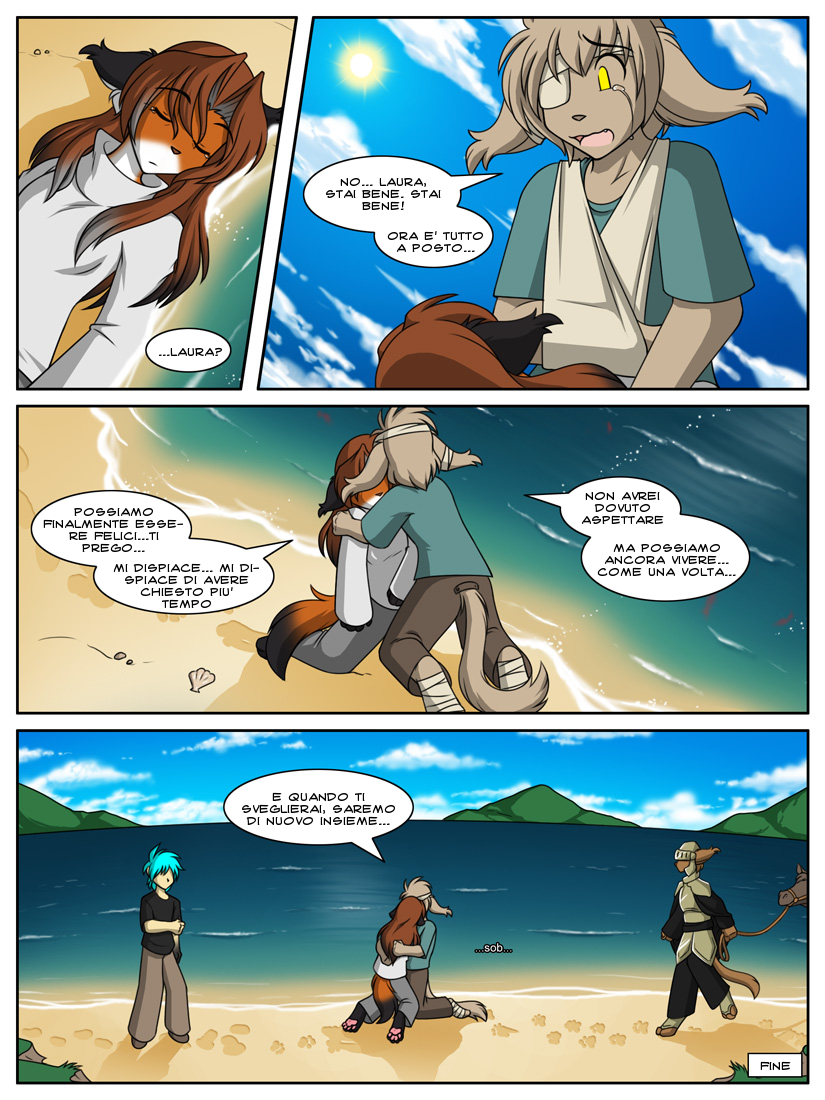 ...LAURA?
NO... LAURA,
STAI BENE. STAI
BENE!
ORA E' TUTTO
A POSTO...
POSSIAMO
FINALMENTE ESSE-
RE FELICI...TI
PREGO...
MI DISPIACE... MI DI-
SPIACE DI AVERE
CHIESTO PIU'
TEMPO
NON AVREI
DOVUTO
ASPETTARE
MA POSSIAMO
ANCORA VIVERE...
COME UNA VOLTA...
E QUANDO TI
SVEGLIERAI, SAREMO
DI NUOVO INSIEME...
...sob...
FINE